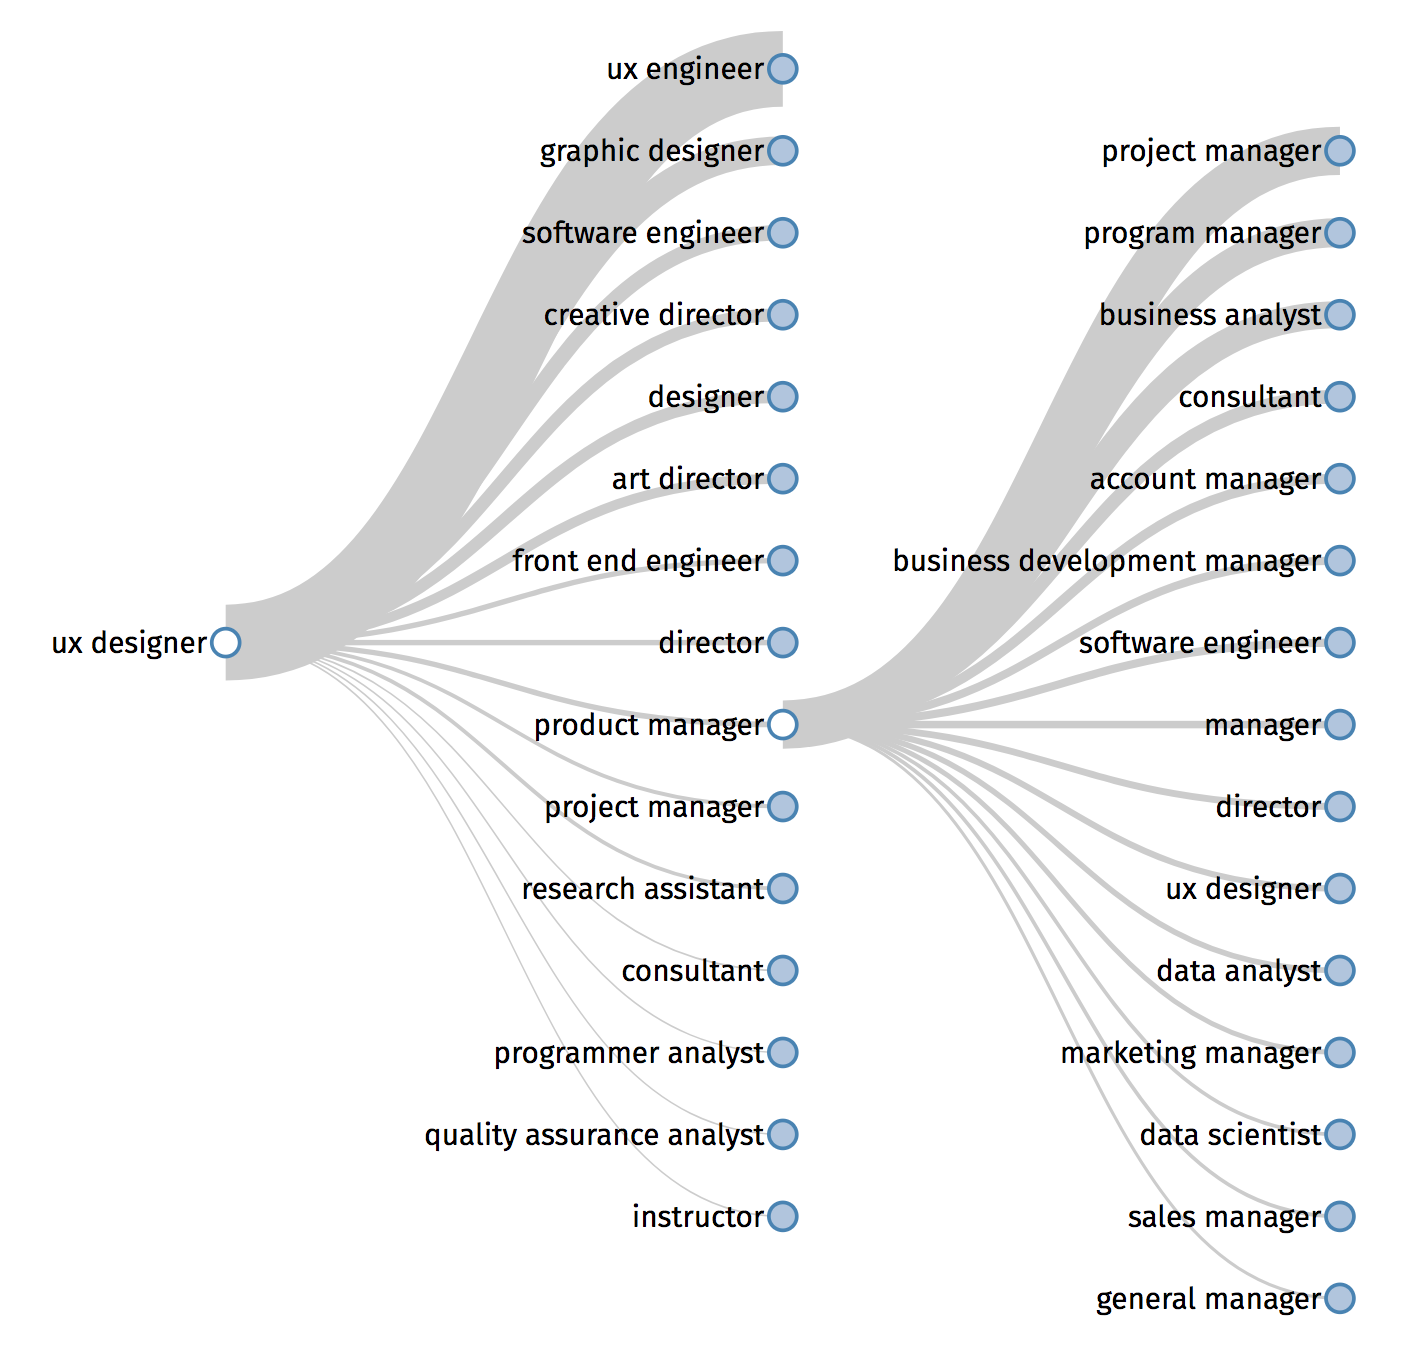 ux designer
ux engineer
graphic designer
software engineer
creative director
designer
art director
front end engineer
director
product manager
project manager
research assistant
consultant
programmer analyst
quality assurance analyst
instructor
project manager
program manager
business analyst
consultant
account manager
business development manager
software engineer
manager
director
ux designer
data analyst
marketing manager
data scientist
sales manager
general manager